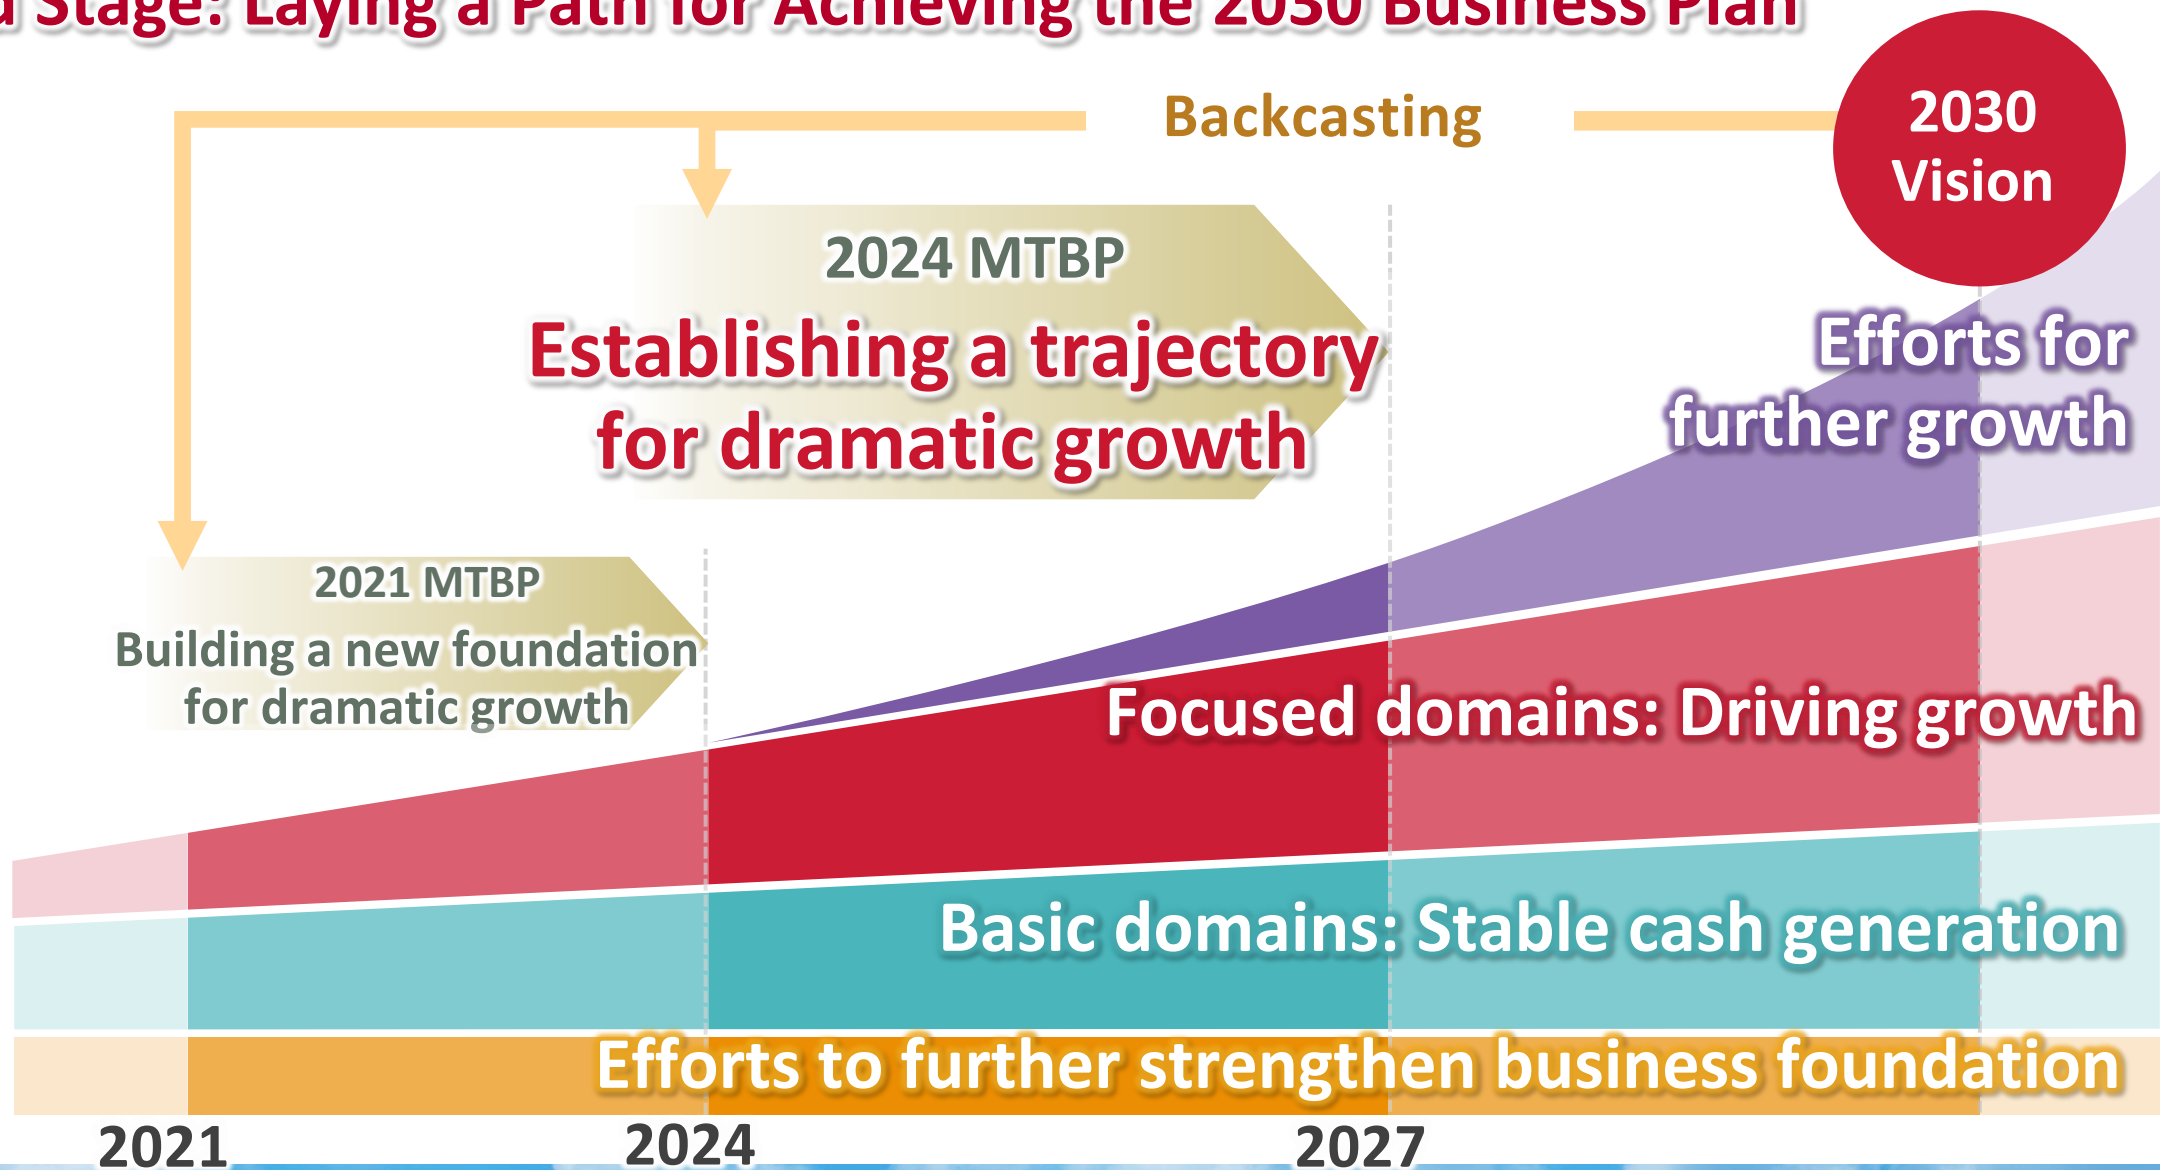 Stage: Laying a Path for Achieving the 2030 Business Plan
Backcasting
2030
Vision
2024 MTBP
Establishing a trajectory
for dramatic growth
Efforts for
further growth
2021 MTBP
Building a new foundation
for dramatic growth
Focused domains: Driving growth
Basic domains: Stable cash generation
Efforts to further strengthen business foundation
2021
2024
2027